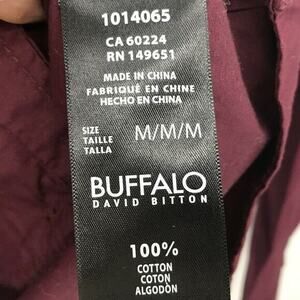 1014065
CA 60224
RN 149651
MADE IN CHINA
FABRIQUÉ EN CHINE
HECHO EN CHINA
SIZE
TAILLE
TALLA
M/M/M
BUFFALO
DAVID BITTON
100%
COTTON
COTON
ALGODÓN